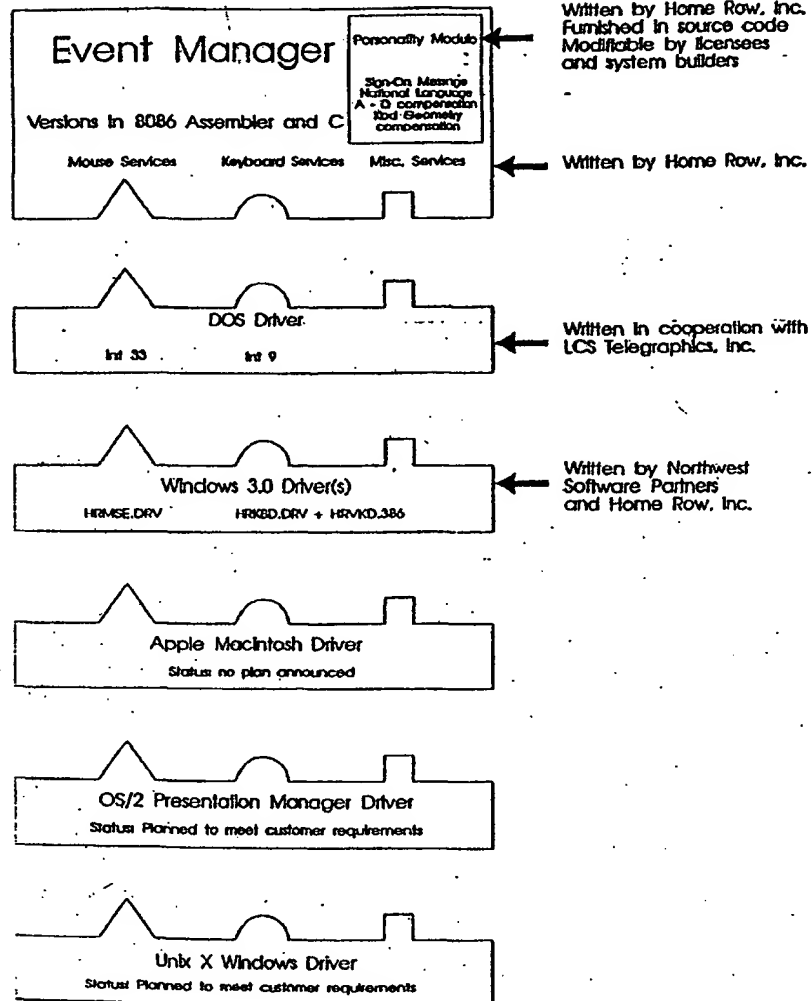 Written by Home Row, Inc.
Furnished in source code
Modifiable by licensees
and system builders
Event Manager
Personality Module
Sign-On Message
National Language
A - D compensation
Kbd Geometry
compensation
Versions in 8086 Assembler and C
Mouse Services Keyboard Services Misc. Services
Written by Home Row, Inc.
DOS Driver
Int 33 Int 9
Written in cooperation with
LCS Telegraphics, Inc.
Windows 3.0 Driver(s)
HRMSE.DRV HRKBD.DRV + HRVKD.386
Written by Northwest
Software Partners
and Home Row, Inc.
Apple Macintosh Driver
Status: no plan announced
OS/2 Presentation Manager Driver
Status: Planned to meet customer requirements
Unix X Windows Driver
Status: Planned to meet customer requirements